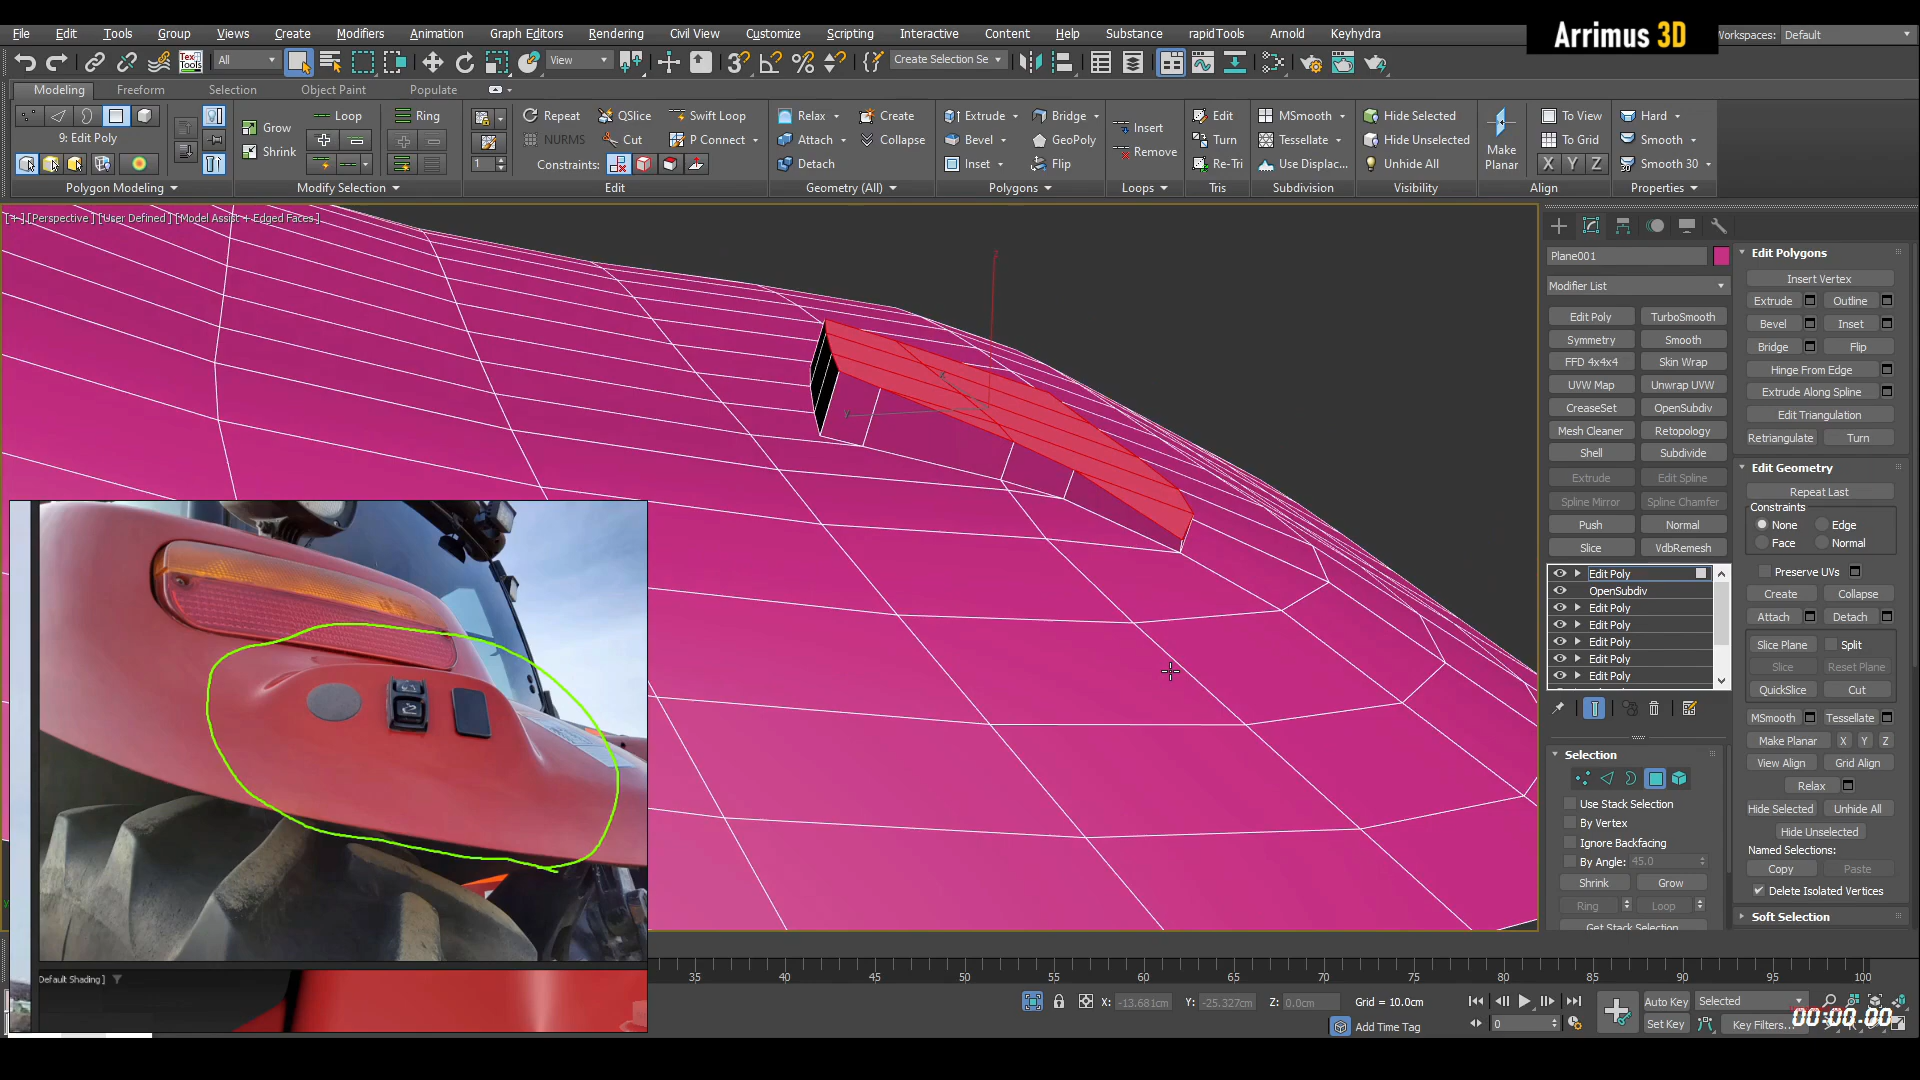 Arrimus 3D
File Edit Tools Group Views Create Modifiers Animation Graph Editors Rendering Civil View Customize Scripting Interactive Content Help Substance rapidTools Arnold Keyhydra Workspaces: Default
Tex Tools All View Create Selection Se
Modeling Freeform Selection Object Paint Populate
Grow Loop Ring Repeat QSlice Swift Loop Relax Create Extrude Bridge Insert Edit MSmooth Hide Selected To View Hard
9: Edit Poly NURMS Cut P Connect Attach Collapse Bevel GeoPoly Turn Tessellate Hide Unselected Make Planar To Grid Smooth
Shrink 1 Constraints: Detach Inset Flip Remove Re-Tri Use Displac... Unhide All X Y Z Smooth 30
Polygon Modeling Modify Selection Edit Geometry (All) Polygons Loops Tris Subdivision Visibility Align Properties
[+] [Perspective ] [User Defined ] [Model Assist + Edged Faces ]
z
x
y
Plane001
Modifier List
Edit Poly TurboSmooth
Symmetry Smooth
FFD 4x4x4 Skin Wrap
UVW Map Unwrap UVW
CreaseSet OpenSubdiv
Mesh Cleaner Retopology
Shell Subdivide
Extrude Edit Spline
Spline Mirror Spline Chamfer
Push Normal
Slice VdbRemesh
Edit Poly
OpenSubdiv
Edit Poly
Edit Poly
Edit Poly
Edit Poly
Edit Poly
Selection
Use Stack Selection
By Vertex
Ignore Backfacing
By Angle: 45.0
Shrink Grow
Ring Loop
Get Stack Selection
Edit Polygons
Insert Vertex
Extrude Outline
Bevel Inset
Bridge Flip
Hinge From Edge
Extrude Along Spline
Edit Triangulation
Retriangulate Turn
Edit Geometry
Repeat Last
Constraints
None Edge
Face Normal
Preserve UVs
Create Collapse
Attach Detach
Slice Plane Split
Slice Reset Plane
QuickSlice Cut
MSmooth Tessellate
Make Planar X Y Z
View Align Grid Align
Relax
Hide Selected Unhide All
Hide Unselected
Named Selections:
Copy Paste
Delete Isolated Vertices
Soft Selection
Default Shading ]
35 40 45 50 55 60 65 70 75 80 85 90 95 100
X: -13.681cm Y: -25.327cm Z: 0.0cm Grid = 10.0cm Auto Key Selected
Add Time Tag 0 Set Key Key Filters...
00:00.00